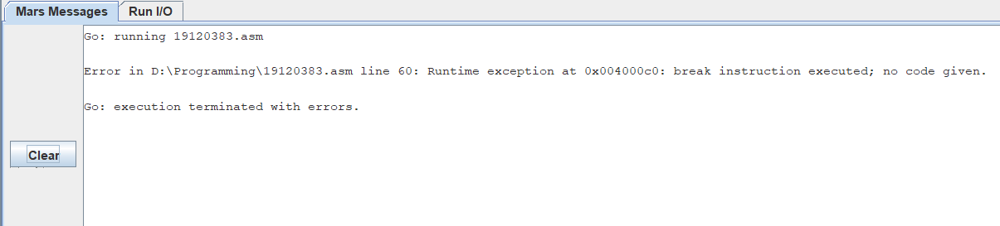 Mars Messages Run I/O
Go: running 19120383.asm
Error in D:\Programming\19120383.asm line 60: Runtime exception at 0x004000c0: break instruction executed; no code given.
Go: execution terminated with errors.
Clear